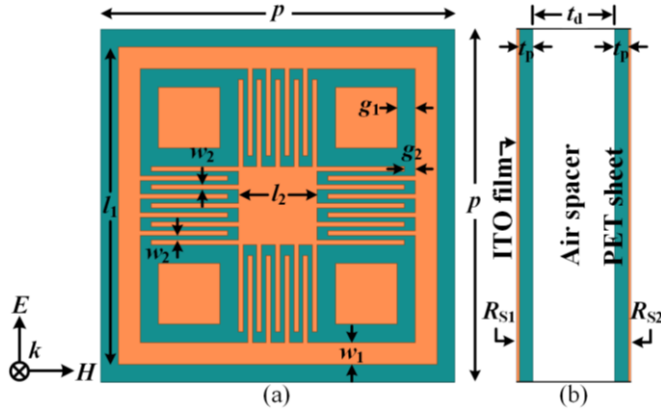 p
t_d
t_p
t_p
g_1
g_2
w_2
l_1
l_2
w_2
w_1
p
ITO film
Air spacer
PET sheet
R_S1
R_S2
E
k
H
(a)
(b)